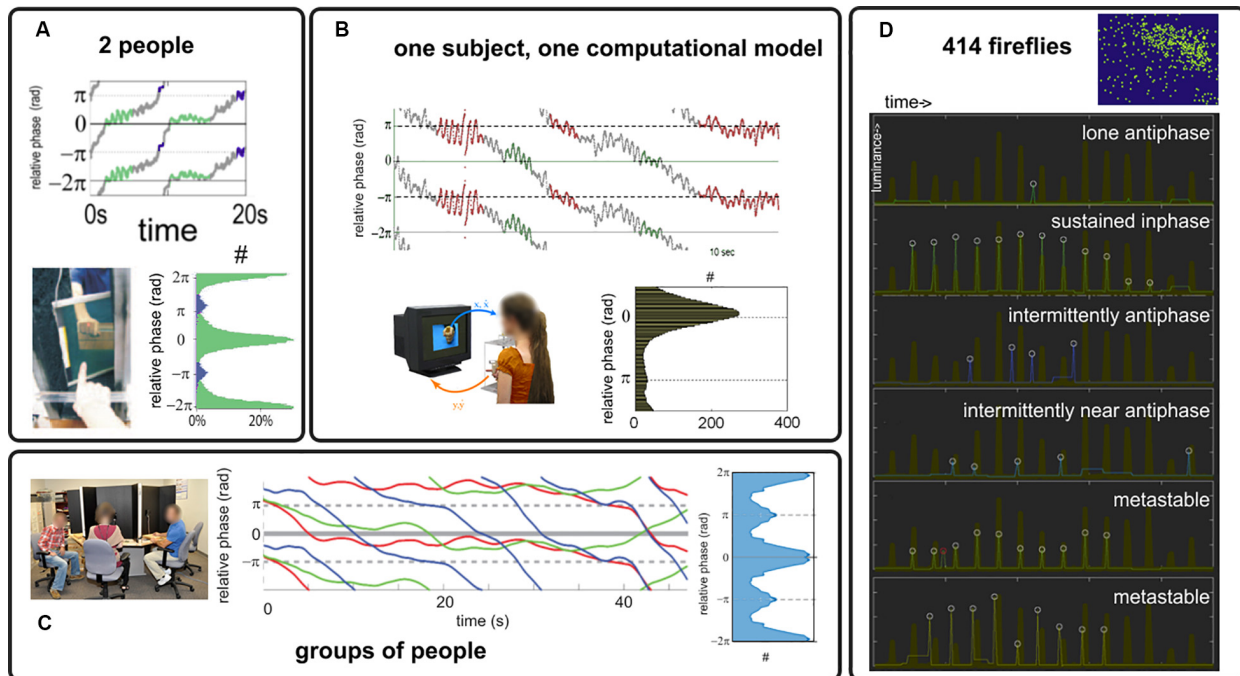 A
2 people
relative phase (rad)
π
0
−π
−2π
0s
20s
time
#
2π
π
0
−π
−2π
relative phase (rad)
0%
20%
B
one subject, one computational model
relative phase (rad)
π
0
−π
−2π
10 sec
x, ẋ
y,ẏ
#
relative phase (rad)
0
π
0
200
400
C
relative phase (rad)
π
0
−π
0
20
40
time (s)
groups of people
relative phase (rad)
2π
π
0
−π
−2π
#
D
414 fireflies
time->
luminance->
lone antiphase
sustained inphase
intermittently antiphase
intermittently near antiphase
metastable
metastable